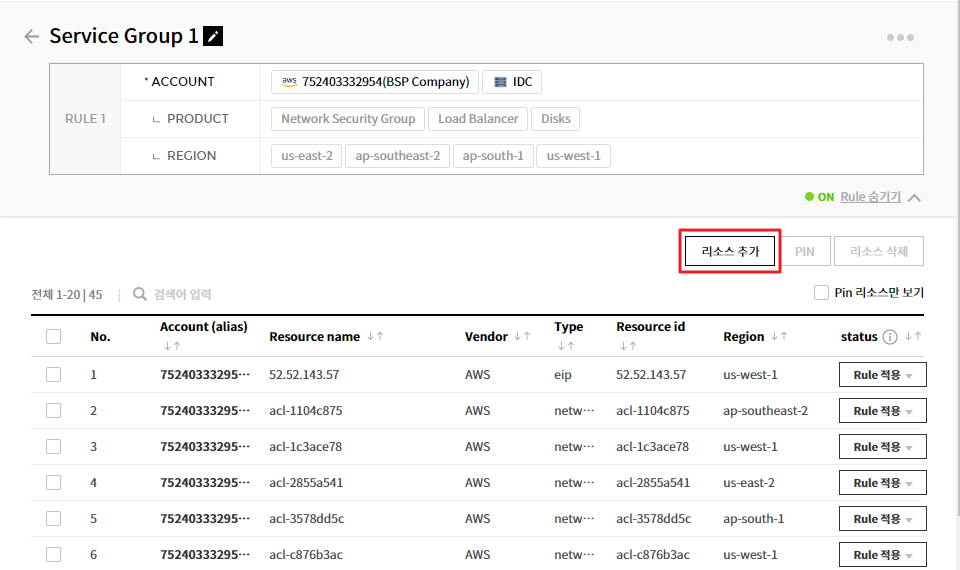 Service Group 1
RULE 1
* ACCOUNT
aws 752403332954(BSP Company) IDC
PRODUCT
Network Security Group Load Balancer Disks
REGION
us-east-2 ap-southeast-2 ap-south-1 us-west-1
ON Rule 숨기기
리소스 추가 PIN 리소스 삭제
전체 1-20 | 45 검색어 입력 Pin 리소스만 보기
No. Account (alias) Resource name Vendor Type Resource id Region status
1 75240333295··· 52.52.143.57 AWS eip 52.52.143.57 us-west-1 Rule 적용
2 75240333295··· acl-1104c875 AWS netw··· acl-1104c875 ap-southeast-2 Rule 적용
3 75240333295··· acl-1c3ace78 AWS netw··· acl-1c3ace78 us-west-1 Rule 적용
4 75240333295··· acl-2855a541 AWS netw··· acl-2855a541 us-east-2 Rule 적용
5 75240333295··· acl-3578dd5c AWS netw··· acl-3578dd5c ap-south-1 Rule 적용
6 75240333295··· acl-c876b3ac AWS netw··· acl-c876b3ac us-west-1 Rule 적용